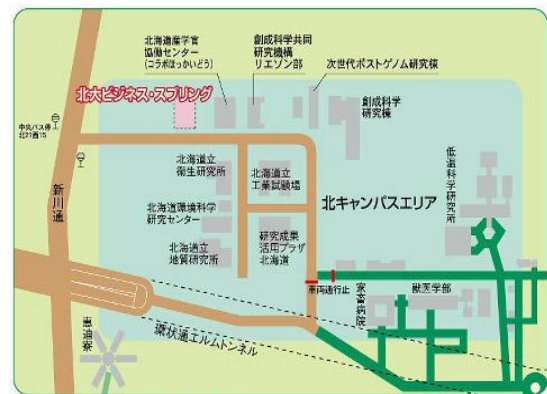 北海道産学官
協働センター
(コラボほっかいどう)
創成科学共同
研究機構
リエゾン部
次世代ポストゲノム研究棟
北大ビジネス・スプリング
創成科学
研究棟
中央バス停
北21西15
新川通
北海道立
衛生研究所
北海道立
工業試験場
低温科学研究所
北海道環境科学
研究センター
北キャンパスエリア
北海道立
地質研究所
研究成果
活用プラザ
北海道
車両通行止
家畜病院
獣医学部
恵迪寮
環状通エルムトンネル